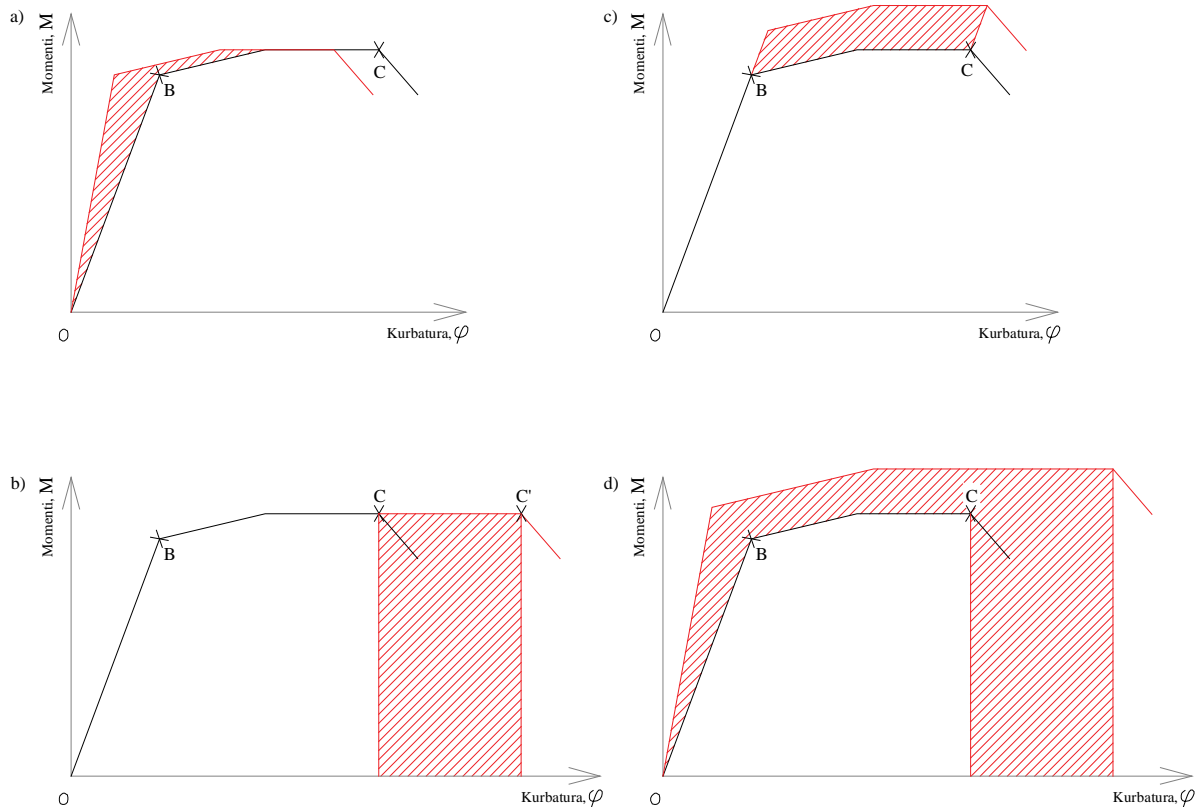 a)
Momenti, M
B
C
O
Kurbatura, φ
c)
Momenti, M
B
C
O
Kurbatura, φ
b)
Momenti, M
B
C
C'
O
Kurbatura, φ
d)
Momenti, M
B
C
O
Kurbatura, φ